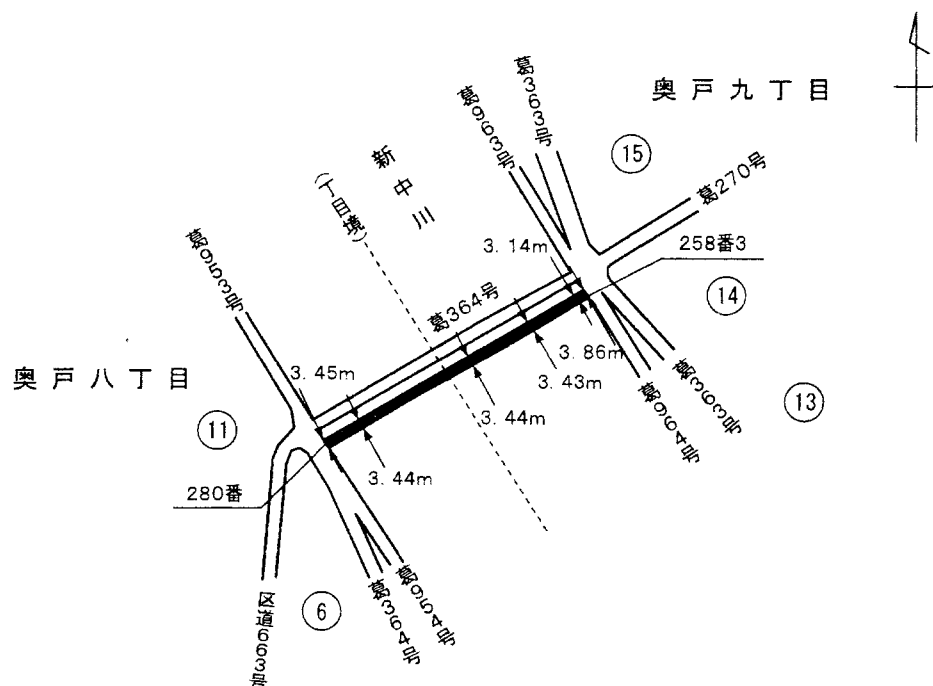 奥戸九丁目
葛363号
葛963号
⑮
新中川
(丁目境)
葛270号
3.14m
258番3
⑭
葛953号
葛364号
奥戸八丁目
3.45m
3.86m
3.43m
3.44m
葛363号
⑬
葛964号
⑪
3.44m
280番
葛954号
葛364号
⑥
区道663号